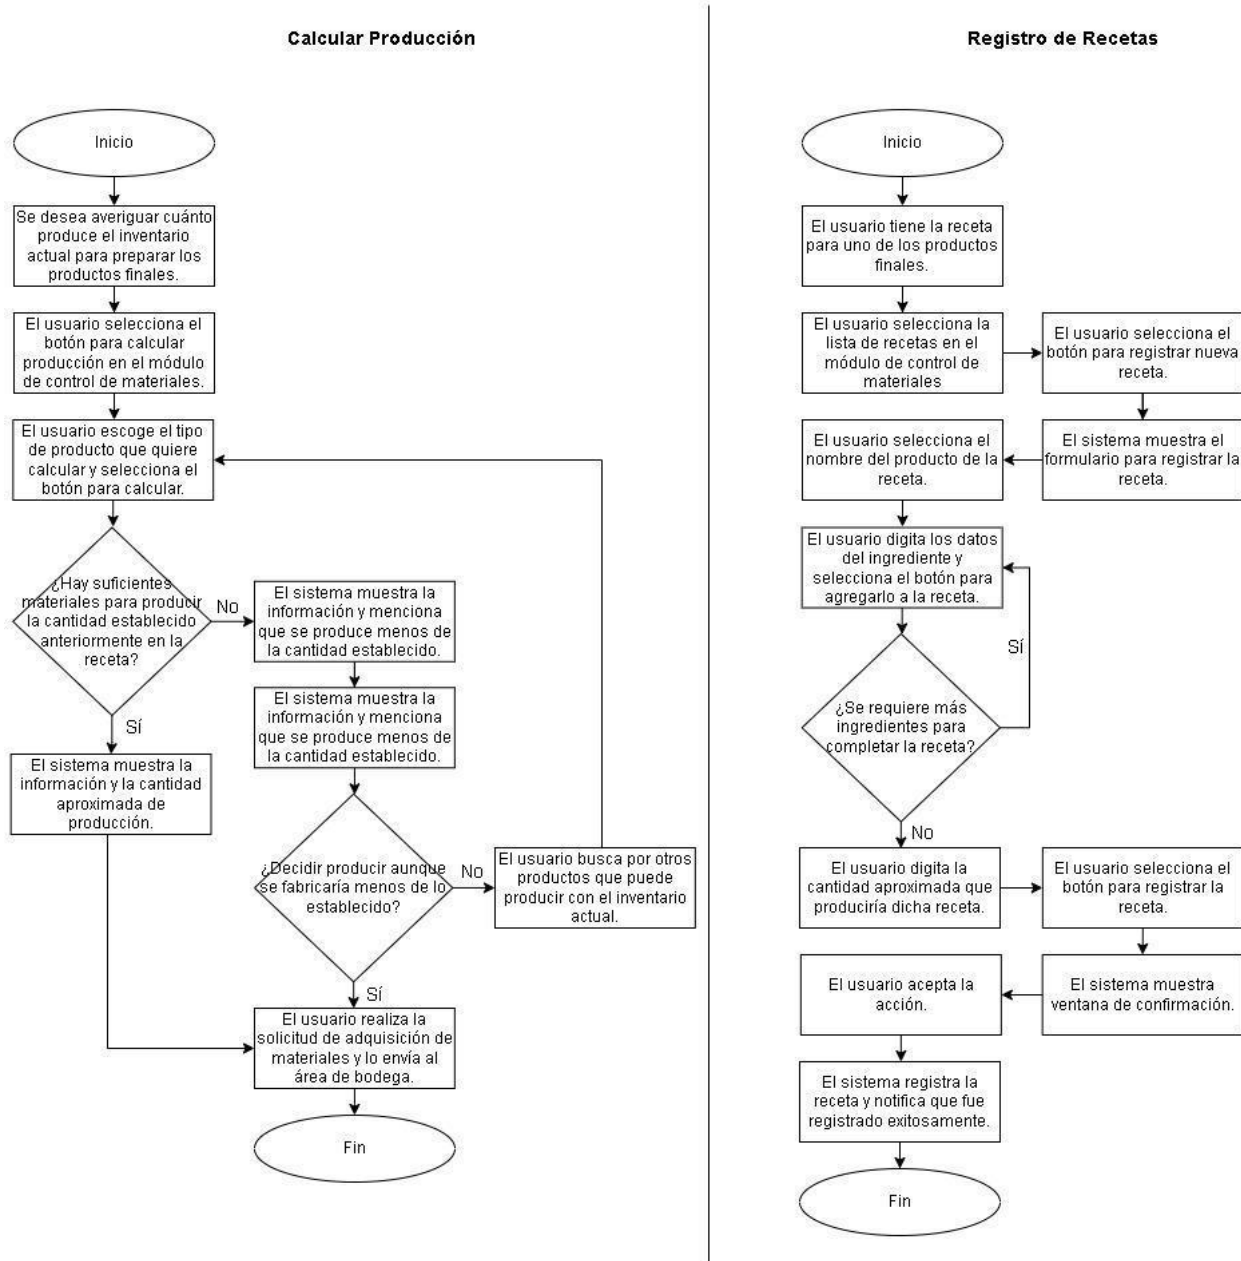 Calcular Producción
Inicio
Se desea averiguar cuánto
produce el inventario
actual para preparar los
productos finales.
El usuario selecciona el
botón para calcular
producción en el módulo
de control de materiales.
El usuario escoge el tipo
de producto que quiere
calcular y selecciona el
botón para calcular.
¿Hay suficientes
materiales para producir
la cantidad establecido
anteriormente en la
receta?
No
El sistema muestra la
información y menciona
que se produce menos de
la cantidad establecido.
Sí
El sistema muestra la
información y la cantidad
aproximada de
producción.
El sistema muestra la
información y menciona
que se produce menos de
la cantidad establecido.
¿Decidir producir aunque
se fabricaría menos de lo
establecido?
No
El usuario busca por otros
productos que puede
producir con el inventario
actual.
Sí
El usuario realiza la
solicitud de adquisición de
materiales y lo envía al
área de bodega.
Fin
Registro de Recetas
Inicio
El usuario tiene la receta
para uno de los productos
finales.
El usuario selecciona la
lista de recetas en el
módulo de control de
materiales
El usuario selecciona el
botón para registrar nueva
receta.
El sistema muestra el
formulario para registrar la
receta.
El usuario selecciona el
nombre del producto de la
receta.
El usuario digita los datos
del ingrediente y
selecciona el botón para
agregarlo a la receta.
Sí
¿Se requiere más
ingredientes para
completar la receta?
No
El usuario digita la
cantidad aproximada que
produciría dicha receta.
El usuario selecciona el
botón para registrar la
receta.
El sistema muestra
ventana de confirmación.
El usuario acepta la
acción.
El sistema registra la
receta y notifica que fue
registrado exitosamente.
Fin